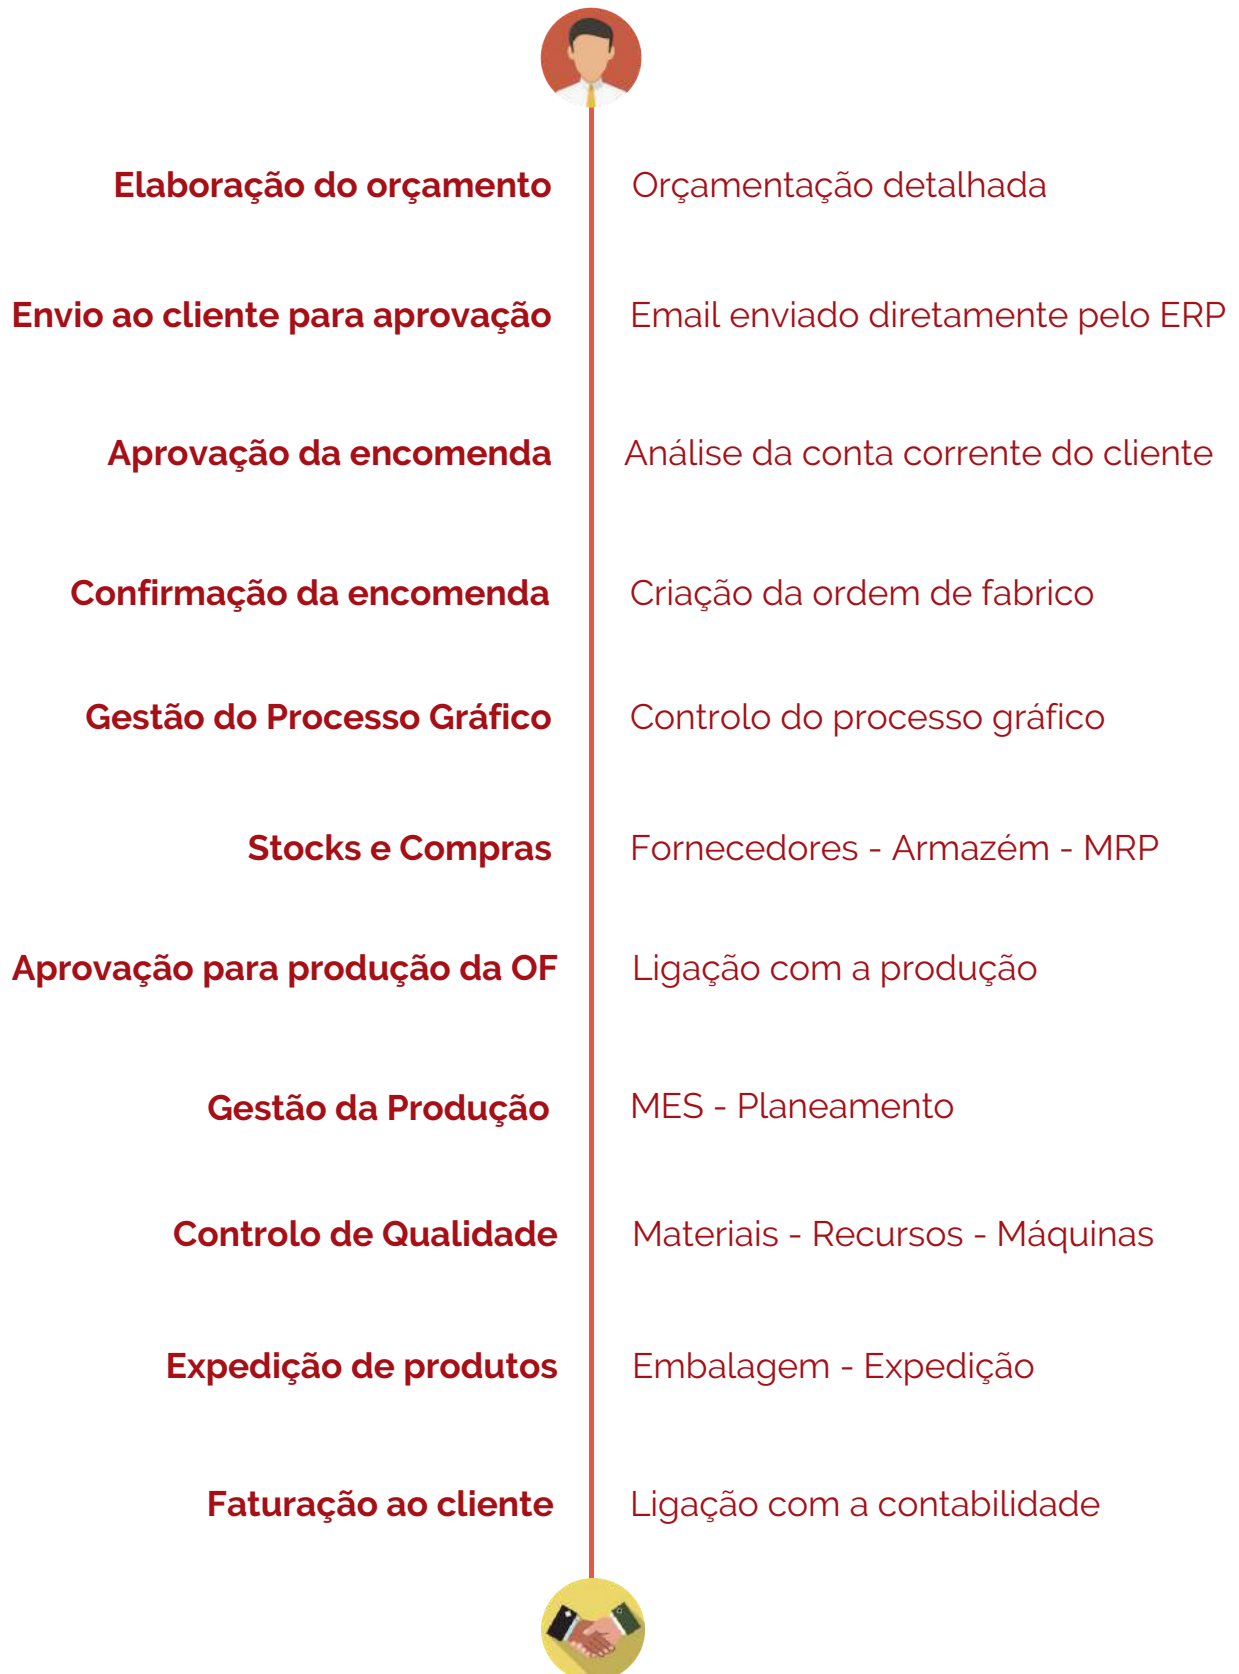 Elaboração do orçamento
Orçamentação detalhada
Envio ao cliente para aprovação
Email enviado diretamente pelo ERP
Aprovação da encomenda
Análise da conta corrente do cliente
Confirmação da encomenda
Criação da ordem de fabrico
Gestão do Processo Gráfico
Controlo do processo gráfico
Stocks e Compras
Fornecedores - Armazém - MRP
Aprovação para produção da OF
Ligação com a produção
Gestão da Produção
MES - Planeamento
Controlo de Qualidade
Materiais - Recursos - Máquinas
Expedição de produtos
Embalagem - Expedição
Faturação ao cliente
Ligação com a contabilidade